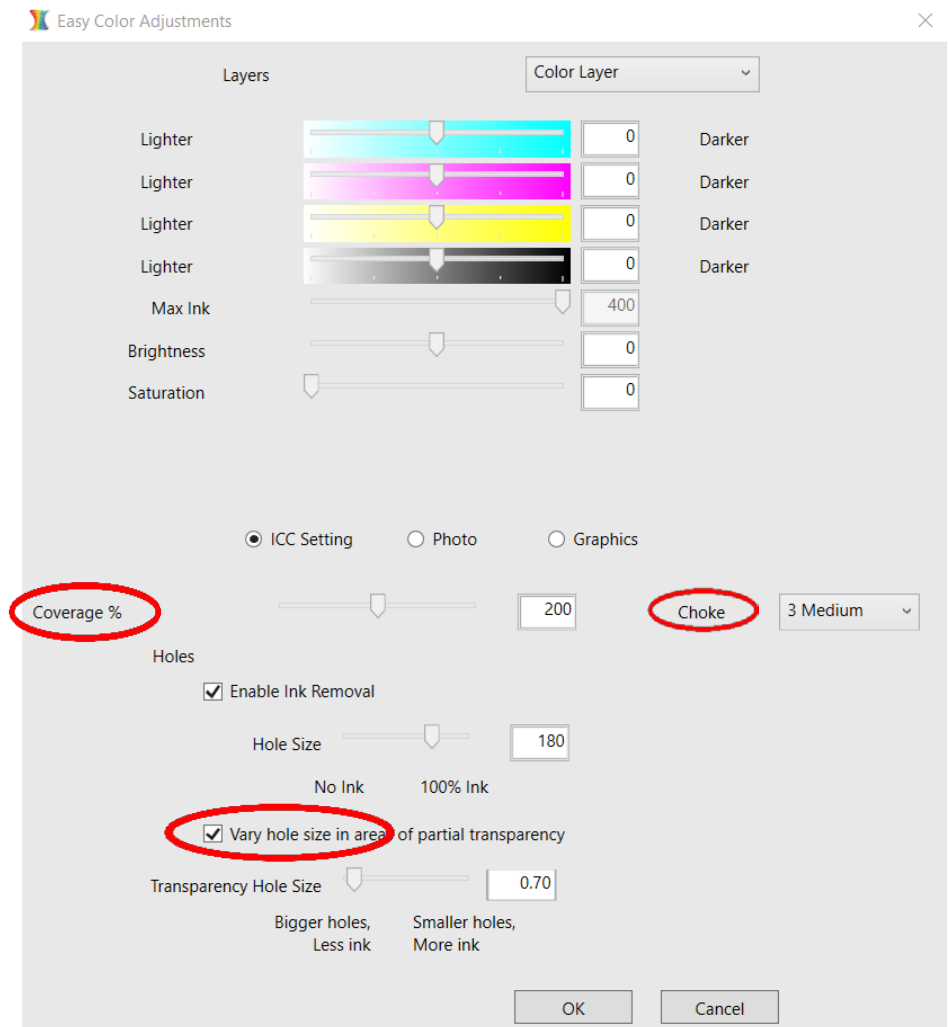 Easy Color Adjustments
Layers Color Layer
Lighter 0 Darker
Lighter 0 Darker
Lighter 0 Darker
Lighter 0 Darker
Max Ink 400
Brightness 0
Saturation 0
ICC Setting Photo Graphics
Coverage % 200 Choke 3 Medium
Holes
Enable Ink Removal
Hole Size 180
No Ink 100% Ink
Vary hole size in areas of partial transparency
Transparency Hole Size 0.70
Bigger holes, Smaller holes,
Less ink More ink
OK Cancel